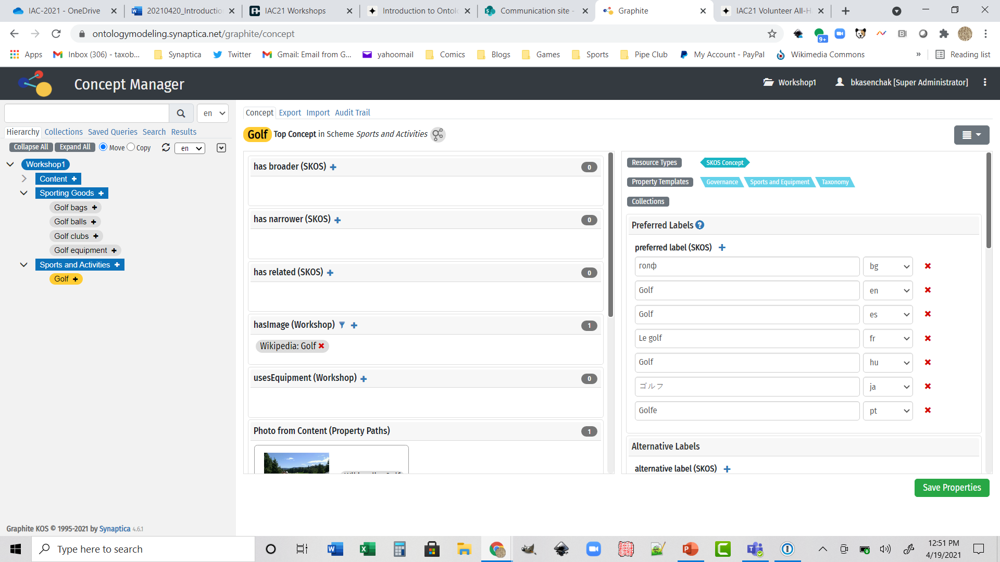 IAC-2021 - OneDrive
20210420_Introductio
IAC21 Workshops
Introduction to Ontolo
Communication site -
Graphite
IAC21 Volunteer All-H
ontologymodeling.synaptica.net/graphite/concept
9+
Apps
Inbox (306) - taxob...
Synaptica
Twitter
Gmail: Email from G...
yahoomail
Comics
Blogs
Games
Sports
Pipe Club
My Account - PayPal
Wikimedia Commons
»
Reading list
Concept Manager
Workshop1
bkasenchak [Super Administrator]
en
Hierarchy Collections Saved Queries Search Results
Collapse All Expand All Move Copy en
Workshop1
Content +
Sporting Goods +
Golf bags +
Golf balls +
Golf clubs +
Golf equipment +
Sports and Activities +
Golf +
Graphite KOS © 1995-2021 by Synaptica 4.6.1
Concept Export Import Audit Trail
Golf Top Concept in Scheme Sports and Activities
has broader (SKOS) + 0
has narrower (SKOS) + 0
has related (SKOS) + 0
hasImage (Workshop) + 1
Wikipedia: Golf
usesEquipment (Workshop) + 0
Photo from Content (Property Paths) 1
Resource Types SKOS Concept
Property Templates Governance Sports and Equipment Taxonomy
Collections
Preferred Labels ?
preferred label (SKOS) +
голф bg
Golf en
Golf es
Le golf fr
Golf hu
ゴルフ ja
Golfe pt
Alternative Labels
alternative label (SKOS) +
Save Properties
Type here to search
12:51 PM
4/19/2021